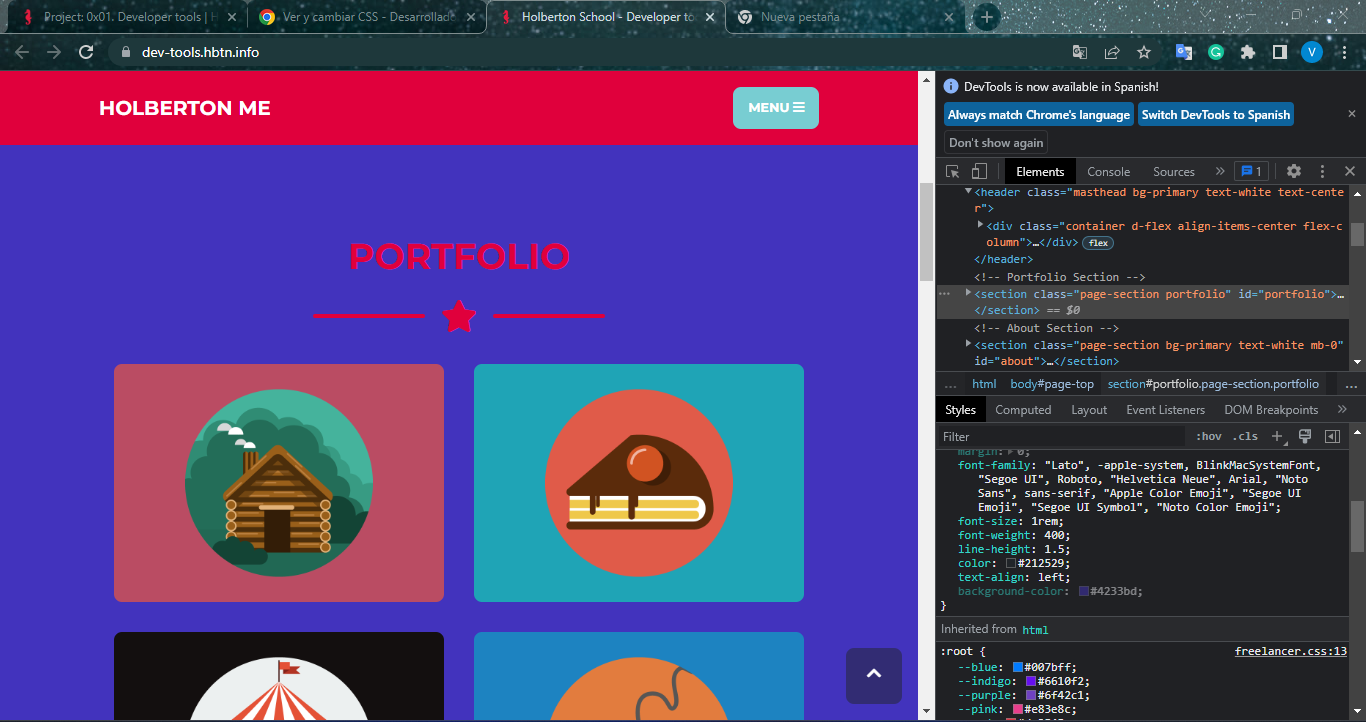 Project: 0x01. Developer tools | H
Ver y cambiar CSS - Desarrollado
Holberton School - Developer to
Nueva pestaña
dev-tools.hbtn.info
V
HOLBERTON ME
MENU
PORTFOLIO
DevTools is now available in Spanish!
Always match Chrome's language
Switch DevTools to Spanish
Don't show again
Elements
Console
Sources
»
1
<header class="masthead bg-primary text-white text-cente
r">
<div class="container d-flex align-items-center flex-c
olumn">…</div> flex
</header>
<!-- Portfolio Section -->
<section class="page-section portfolio" id="portfolio">…
</section> == $0
<!-- About Section -->
<section class="page-section bg-primary text-white mb-0"
id="about">…</section>
... html body#page-top section#portfolio.page-section.portfolio ...
Styles Computed Layout Event Listeners DOM Breakpoints »
Filter :hov .cls +
margin: 0;
font-family: "Lato", -apple-system, BlinkMacSystemFont,
"Segoe UI", Roboto, "Helvetica Neue", Arial, "Noto
Sans", sans-serif, "Apple Color Emoji", "Segoe UI
Emoji", "Segoe UI Symbol", "Noto Color Emoji";
font-size: 1rem;
font-weight: 400;
line-height: 1.5;
color: #212529;
text-align: left;
background-color: #4233bd;
}
Inherited from html
:root { freelancer.css:13
--blue: #007bff;
--indigo: #6610f2;
--purple: #6f42c1;
--pink: #e83e8c;